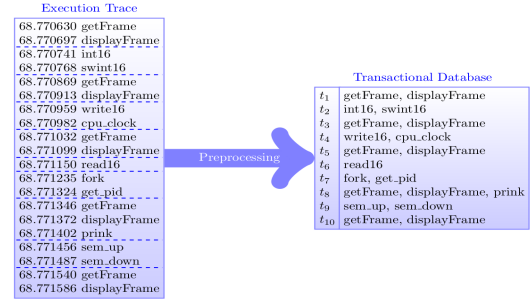 Execution Trace
68.770630 getFrame
68.770697 displayFrame
68.770741 int16
68.770768 swint16
68.770869 getFrame
68.770913 displayFrame
68.770959 write16
68.770982 cpu_clock
68.771032 getFrame
68.771099 displayFrame
68.771150 read16
68.771235 fork
68.771324 get_pid
68.771346 getFrame
68.771372 displayFrame
68.771402 prink
68.771456 sem_up
68.771487 sem_down
68.771540 getFrame
68.771586 displayFrame
Preprocessing
Transactional Database
t1 getFrame, displayFrame
t2 int16, swint16
t3 getFrame, displayFrame
t4 write16, cpu_clock
t5 getFrame, displayFrame
t6 read16
t7 fork, get_pid
t8 getFrame, displayFrame, prink
t9 sem_up, sem_down
t10 getFrame, displayFrame